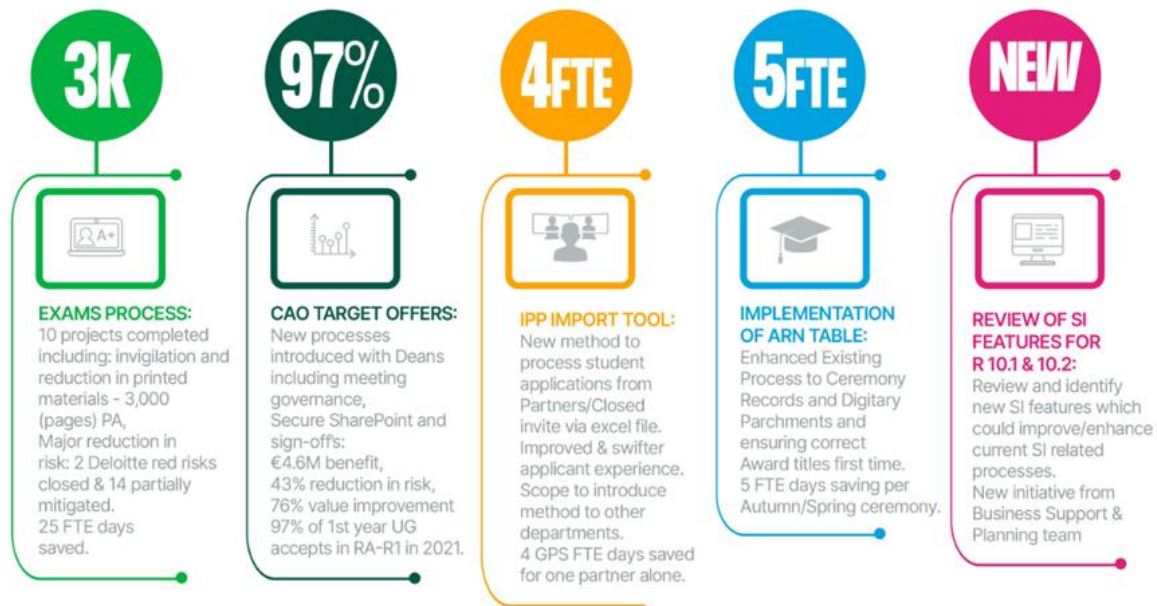 3k
EXAMS PROCESS:
10 projects completed
including: invigilation and
reduction in printed
materials - 3,000
(pages) PA,
Major reduction in
risk: 2 Deloitte red risks
closed & 14 partially
mitigated.
25 FTE days
saved.
97%
CAO TARGET OFFERS:
New processes
introduced with Deans
including meeting
governance,
Secure SharePoint and
sign-offs:
€4.6M benefit,
43% reduction in risk,
76% value improvement
97% of 1st year UG
accepts in RA-R1 in 2021.
4FTE
IPP IMPORT TOOL:
New method to
process student
applications from
Partners/Closed
invite via excel file.
Improved & swifter
applicant experience.
Scope to introduce
method to other
departments.
4 GPS FTE days saved
for one partner alone.
5FTE
IMPLEMENTATION
OF ARN TABLE:
Enhanced Existing
Process to Ceremony
Records and Digitary
Parchments and
ensuring correct
Award titles first time.
5 FTE days saving per
Autumn/Spring ceremony.
NEW
REVIEW OF SI
FEATURES FOR
R 10.1 & 10.2:
Review and identify
new SI features which
could improve/enhance
current SI related
processes.
New initiative from
Business Support &
Planning team
A+